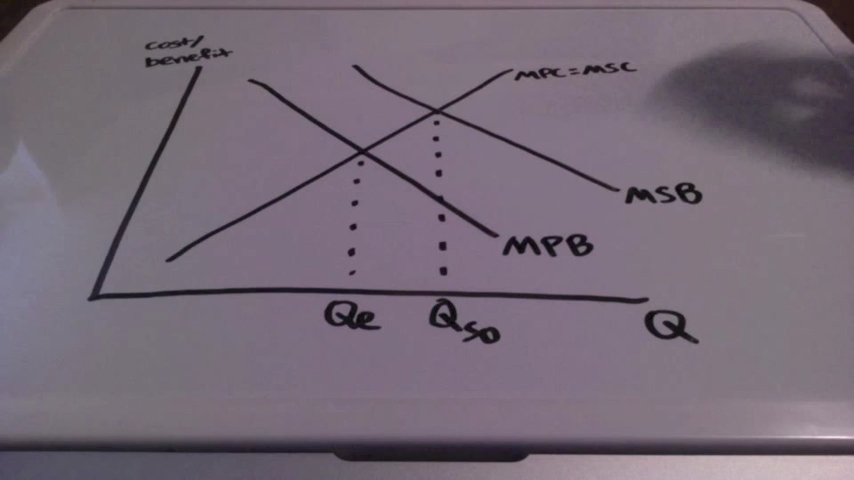 cost/
benefit
MPC=MSC
MSB
MPB
Qe
Qso
Q